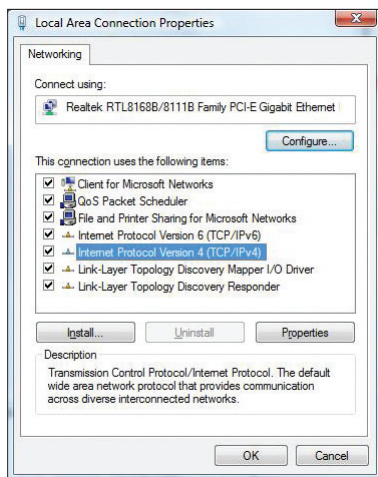 Local Area Connection Properties
Networking
Connect using:
Realtek RTL8168B/8111B Family PCI-E Gigabit Ethernet
Configure...
This connection uses the following items:
Client for Microsoft Networks
QoS Packet Scheduler
File and Printer Sharing for Microsoft Networks
Internet Protocol Version 6 (TCP/IPv6)
Internet Protocol Version 4 (TCP/IPv4)
Link-Layer Topology Discovery Mapper I/O Driver
Link-Layer Topology Discovery Responder
Install... Uninstall Properties
Description
Transmission Control Protocol/Internet Protocol. The default
wide area network protocol that provides communication
across diverse interconnected networks.
OK Cancel